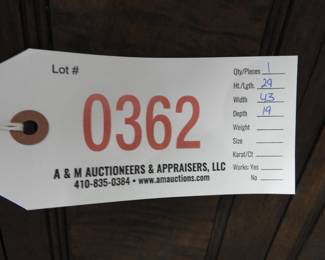 Lot #
0362
A & M AUCTIONEERS & APPRAISERS, LLC
410-835-0384 • www.amauctions.com
Qty/Pieces 1
Ht./Lgth. 29
Width 43
Depth 19
Weight
Size
Karat/Ct
Works: Yes
No